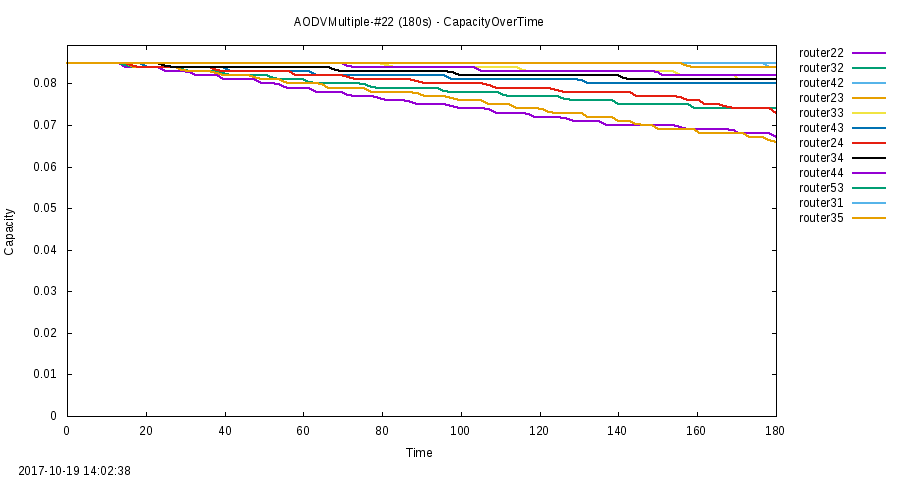 AODVMultiple-#22 (180s) - CapacityOverTime
router22
router32
router42
router23
router33
router43
router24
router34
router44
router53
router31
router35
0.08
0.07
0.06
0.05
0.04
0.03
0.02
0.01
0
Capacity
0 20 40 60 80 100 120 140 160 180
Time
2017-10-19 14:02:38